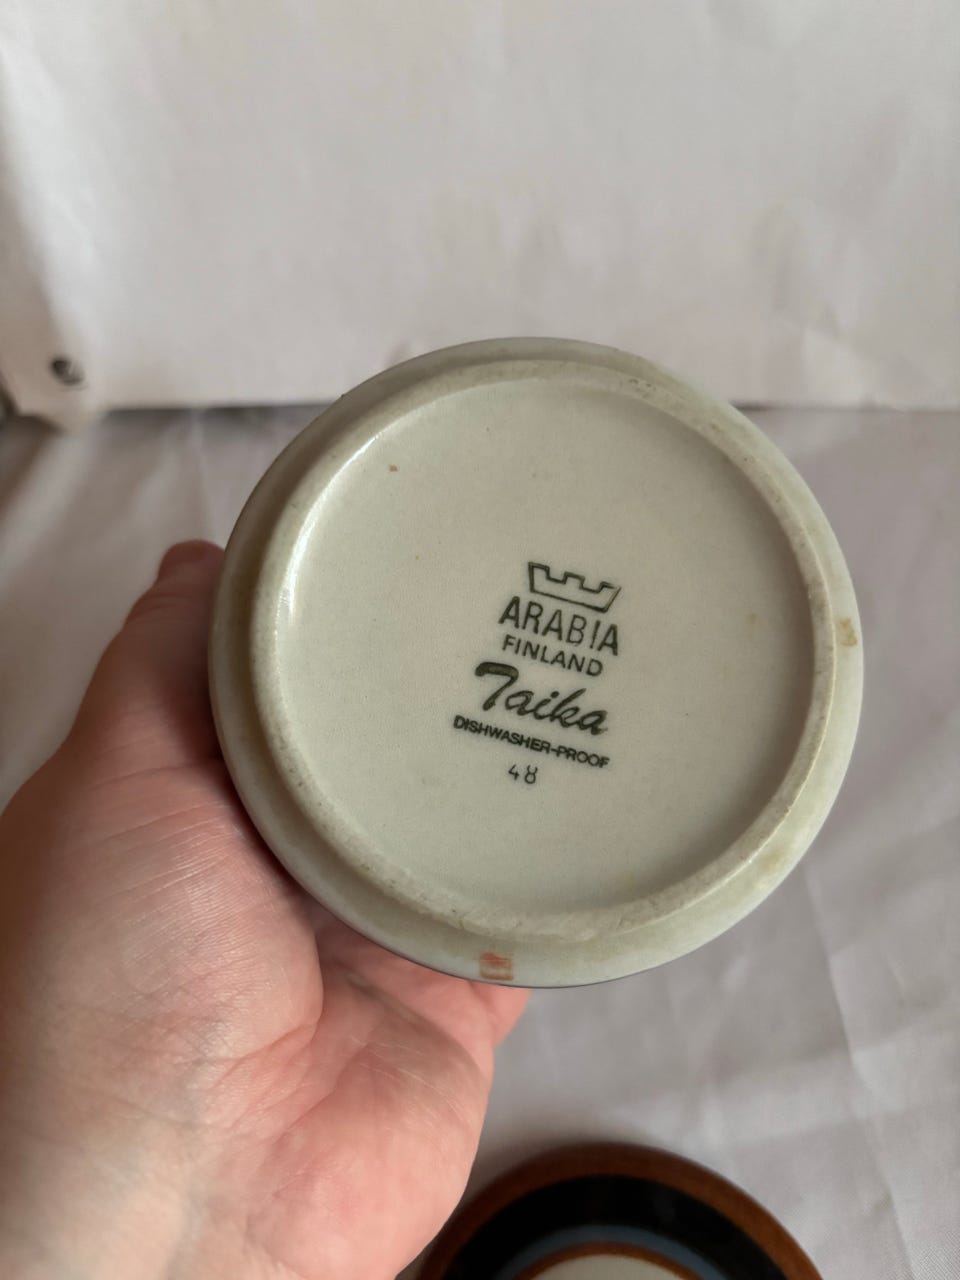 ARABIA
FINLAND
Taika
DISHWASHER-PROOF
48